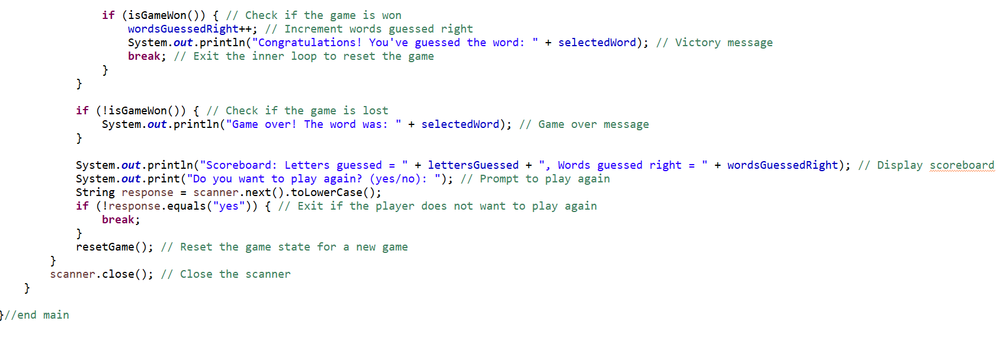 if (isGameWon()) { // Check if the game is won
wordsGuessedRight++; // Increment words guessed right
System.out.println("Congratulations! You've guessed the word: " + selectedWord); // Victory message
break; // Exit the inner loop to reset the game
}
}
if (!isGameWon()) { // Check if the game is lost
System.out.println("Game over! The word was: " + selectedWord); // Game over message
}
System.out.println("Scoreboard: Letters guessed = " + lettersGuessed + ", Words guessed right = " + wordsGuessedRight); // Display scoreboard
System.out.print("Do you want to play again? (yes/no): "); // Prompt to play again
String response = scanner.next().toLowerCase();
if (!response.equals("yes")) { // Exit if the player does not want to play again
break;
}
resetGame(); // Reset the game state for a new game
}
scanner.close(); // Close the scanner
}
}//end main